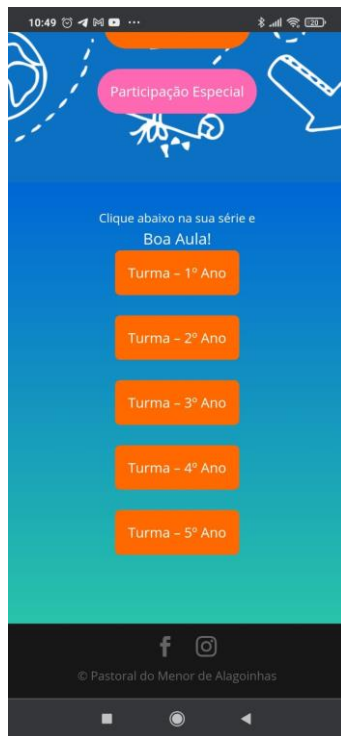 10:49
20
Participação Especial
Clique abaixo na sua série e
Boa Aula!
Turma – 1º Ano
Turma – 2º Ano
Turma – 3º Ano
Turma – 4º Ano
Turma – 5º Ano
© Pastoral do Menor de Alagoinhas